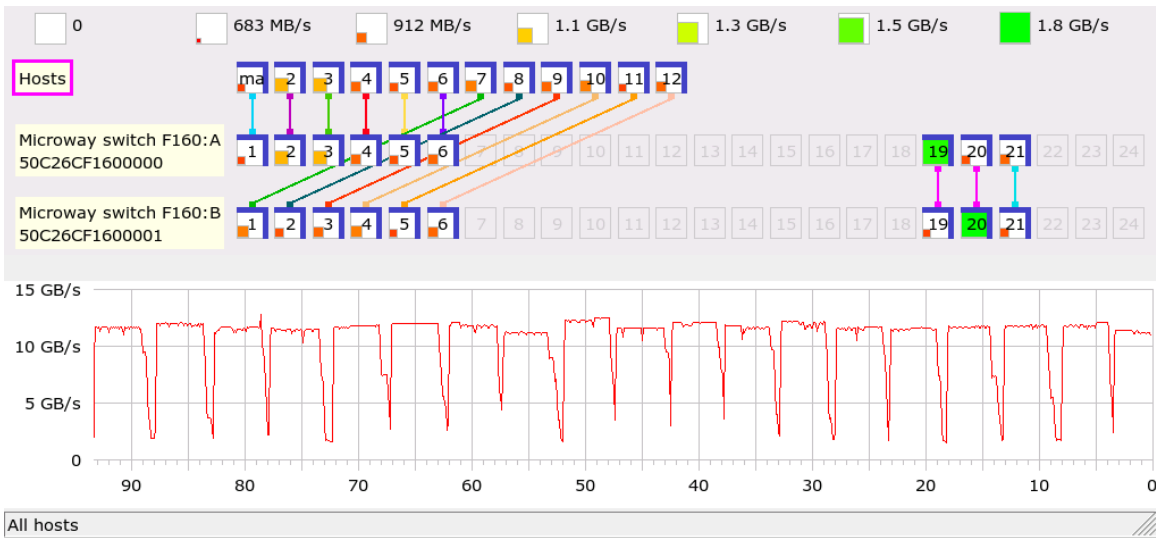 0 683 MB/s 912 MB/s 1.1 GB/s 1.3 GB/s 1.5 GB/s 1.8 GB/s
Hosts ma 2 3 4 5 6 7 8 9 10 11 12
Microway switch F160:A
50C26CF1600000
1 2 3 4 5 6 7 8 9 10 11 12 13 14 15 16 17 18 19 20 21 22 23 24
Microway switch F160:B
50C26CF1600001
1 2 3 4 5 6 7 8 9 10 11 12 13 14 15 16 17 18 19 20 21 22 23 24
15 GB/s
10 GB/s
5 GB/s
0
90 80 70 60 50 40 30 20 10 0
All hosts